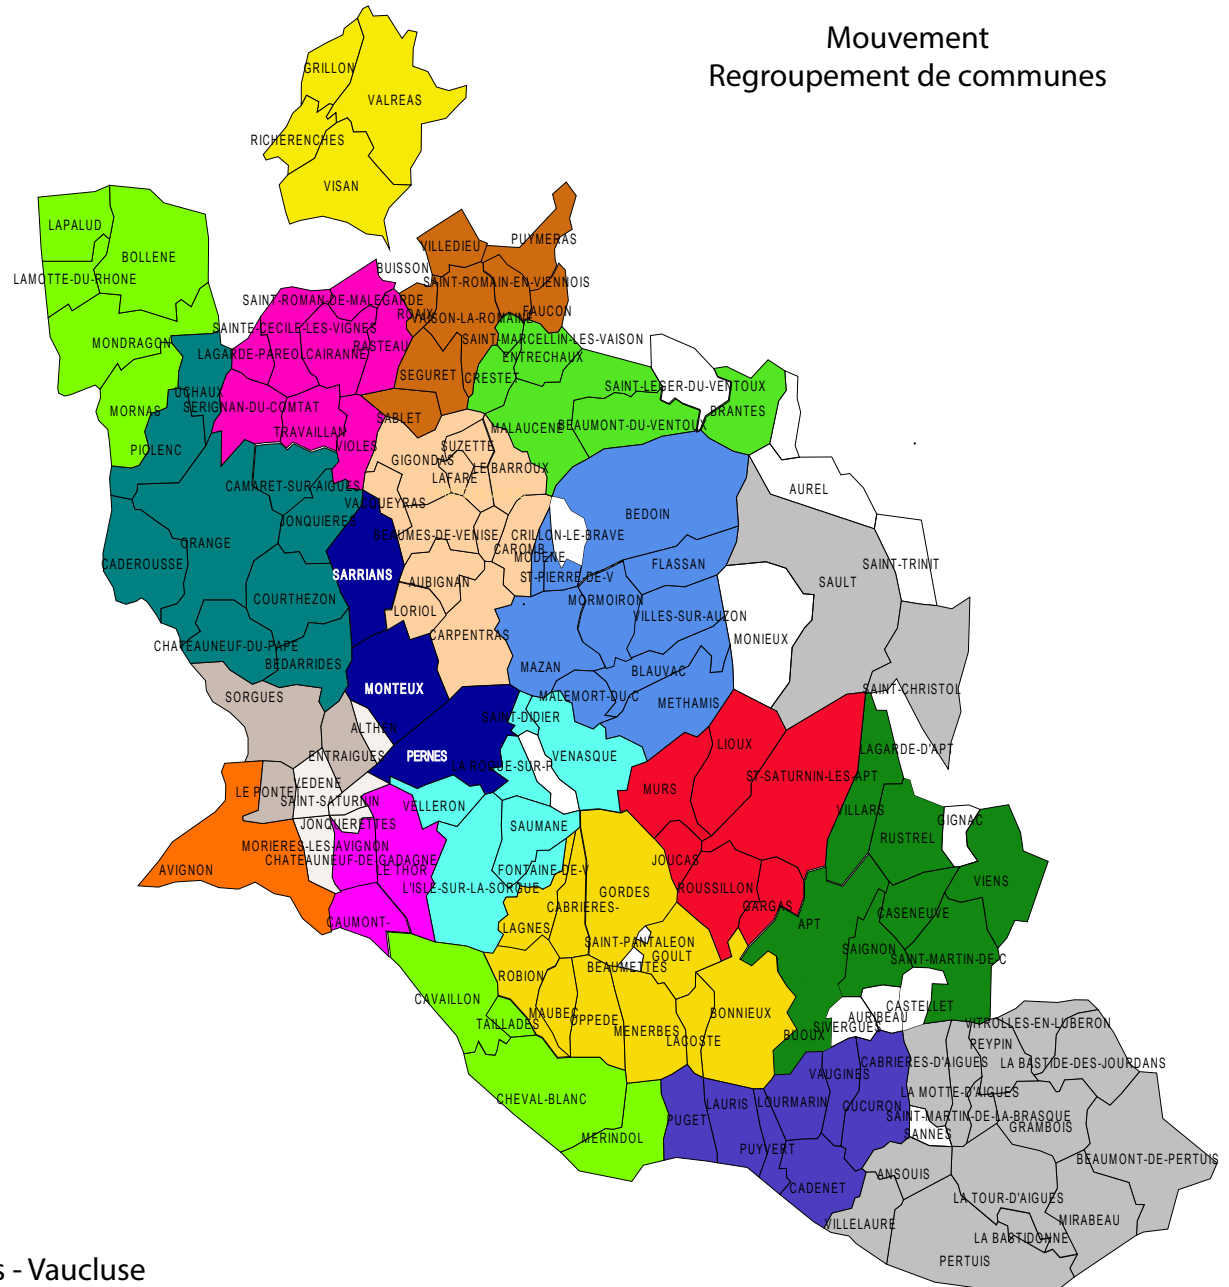 Mouvement
Regroupement de communes
GRILLON
VALREAS
RICHERENCHES
VISAN
LAPALUD
BOLLENE
LAMOTTE-DU-RHONE
MONDRAGON
MORNAS
VILLEDIEU
PUYMERAS
BUISSON
SAINT-ROMAIN-EN-VIENNOIS
SAINT-ROMAN-DE-MALEGARDE
ROAIX
VAISON-LA-ROMAINE
FAUCON
SAINTE-CECILE-LES-VIGNES
RASTEAU
SAINT-MARCELLIN-LES-VAISON
LAGARDE-PAREOL
CAIRANNE
ENTRECHAUX
SEGURET
CRESTET
SAINT-LEGER-DU-VENTOUX
UCHAUX
SERIGNAN-DU-COMTAT
SABLET
BRANTES
TRAVAILLAN
MALAUCENE
BEAUMONT-DU-VENTOUX
VIOLES
SUZETTE
PIOLENC
GIGONDAS
LE BARROUX
LAFARE
CAMARET-SUR-AIGUES
AUREL
VACQUEYRAS
BEDOIN
JONQUIERES
BEAUMES-DE-VENISE
CRILLON-LE-BRAVE
ORANGE
CAROMB
MODENE
CADEROUSSE
FLASSAN
SAINT-TRINIT
SARRIANS
ST-PIERRE-DE-V
AUBIGNAN
SAULT
COURTHEZON
MORMOIRON
LORIOL
VILLES-SUR-AUZON
CARPENTRAS
MONIEUX
CHATEAUNEUF-DU-PAPE
BEDARRIDES
MAZAN
BLAUVAC
MONTEUX
SORGUES
MALEMORT-DU-C
METHAMIS
SAINT-CHRISTOL
SAINT-DIDIER
ALTHEN
LIOUX
LAGARDE-D'APT
ENTRAIGUES
PERNES
VENASQUE
LA ROQUE-SUR-P
ST-SATURNIN-LES-APT
VEDENE
LE PONTET
MURS
SAINT-SATURNIN
VELLERON
VILLARS
GIGNAC
JONQUERETTES
SAUMANE
RUSTREL
MORIERES-LES-AVIGNON
CHATEAUNEUF-DE-GADAGNE
JOUCAS
AVIGNON
LE THOR
FONTAINE-DE-V
L'ISLE-SUR-LA-SORGUE
GORDES
ROUSSILLON
VIENS
CABRIERES-
GARGAS
CASENEUVE
CAUMONT-
LAGNES
APT
SAINT-PANTALEON
SAIGNON
GOULT
SAINT-MARTIN-DE-C
BEAUMETTES
ROBION
CAVAILLON
CASTELLET
MAUBEC
BONNIEUX
AURIBEAU
TAILLADES
OPPEDE
SIVERGUES
VITROLLES-EN-LUBERON
MENERBES
BUOUX
LACOSTE
PEYPIN
CABRIERES-D'AIGUES
LA BASTIDE-DES-JOURDANS
VAUGINES
CHEVAL-BLANC
LA MOTTE-D'AIGUES
LAURIS
LOURMARIN
CUCURON
PUGET
SAINT-MARTIN-DE-LA-BRASQUE
GRAMBOIS
MERINDOL
SANNES
PUYVERT
BEAUMONT-DE-PERTUIS
ANSOUIS
CADENET
LA TOUR-D'AIGUES
VILLELAURE
MIRABEAU
LA BASTIDONNE
PERTUIS
s - Vaucluse